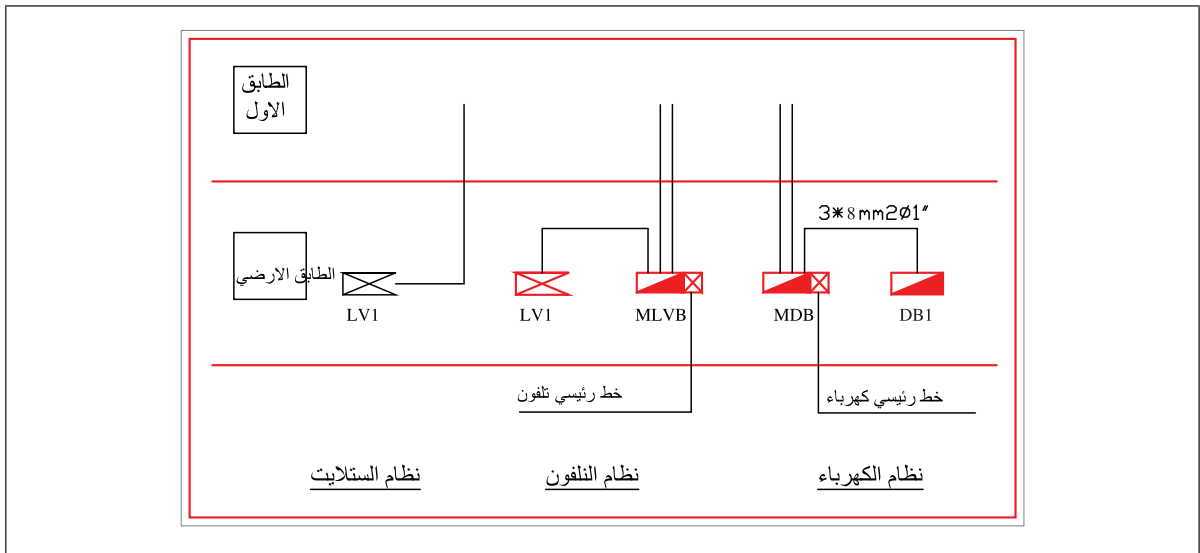 الطابق
الاول
3*8mm2Ø1"
الطابق الارضي
LV1
LV1
MLVB
MDB
DB1
خط رئيسي تلفون
خط رئيسي كهرباء
نظام الستلايت
نظام التلفون
نظام الكهرباء